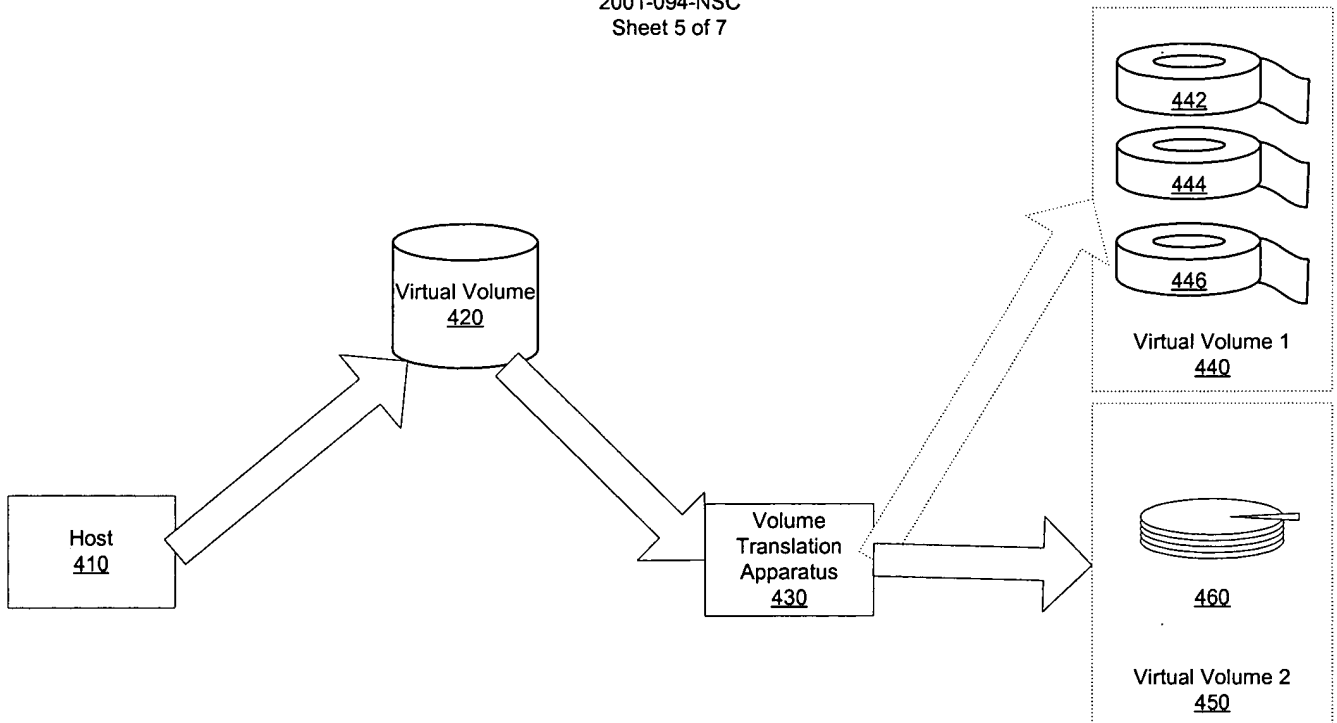 2001-094-NSC
Sheet 5 of 7
442
444
446
Virtual Volume 1
440
Virtual Volume
420
Host
410
Volume
Translation
Apparatus
430
460
Virtual Volume 2
450